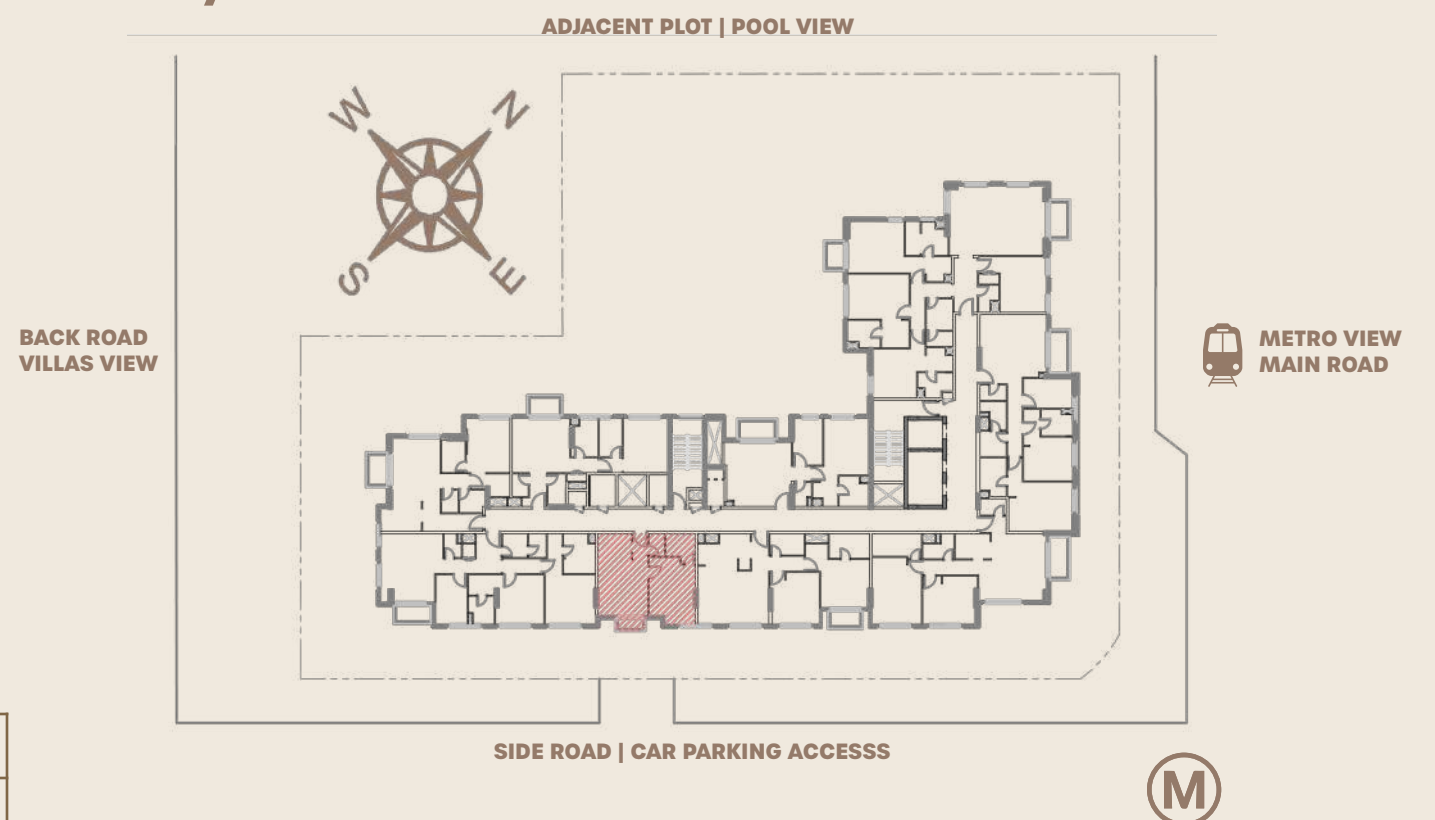 ADJACENT PLOT | POOL VIEW
W
N
S
E
BACK ROAD
VILLAS VIEW
METRO VIEW
MAIN ROAD
SIDE ROAD | CAR PARKING ACCESSS
M